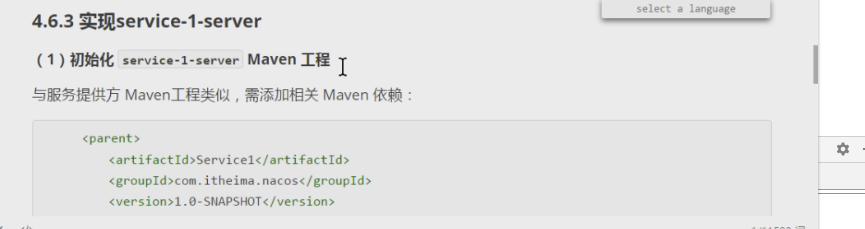 select a language
4.6.3 实现service-1-server
（1）初始化 service-1-server Maven 工程
与服务提供方 Maven工程类似，需添加相关 Maven 依赖：
<parent>
<artifactId>Service1</artifactId>
<groupId>com.itheima.nacos</groupId>
<version>1.0-SNAPSHOT</version>